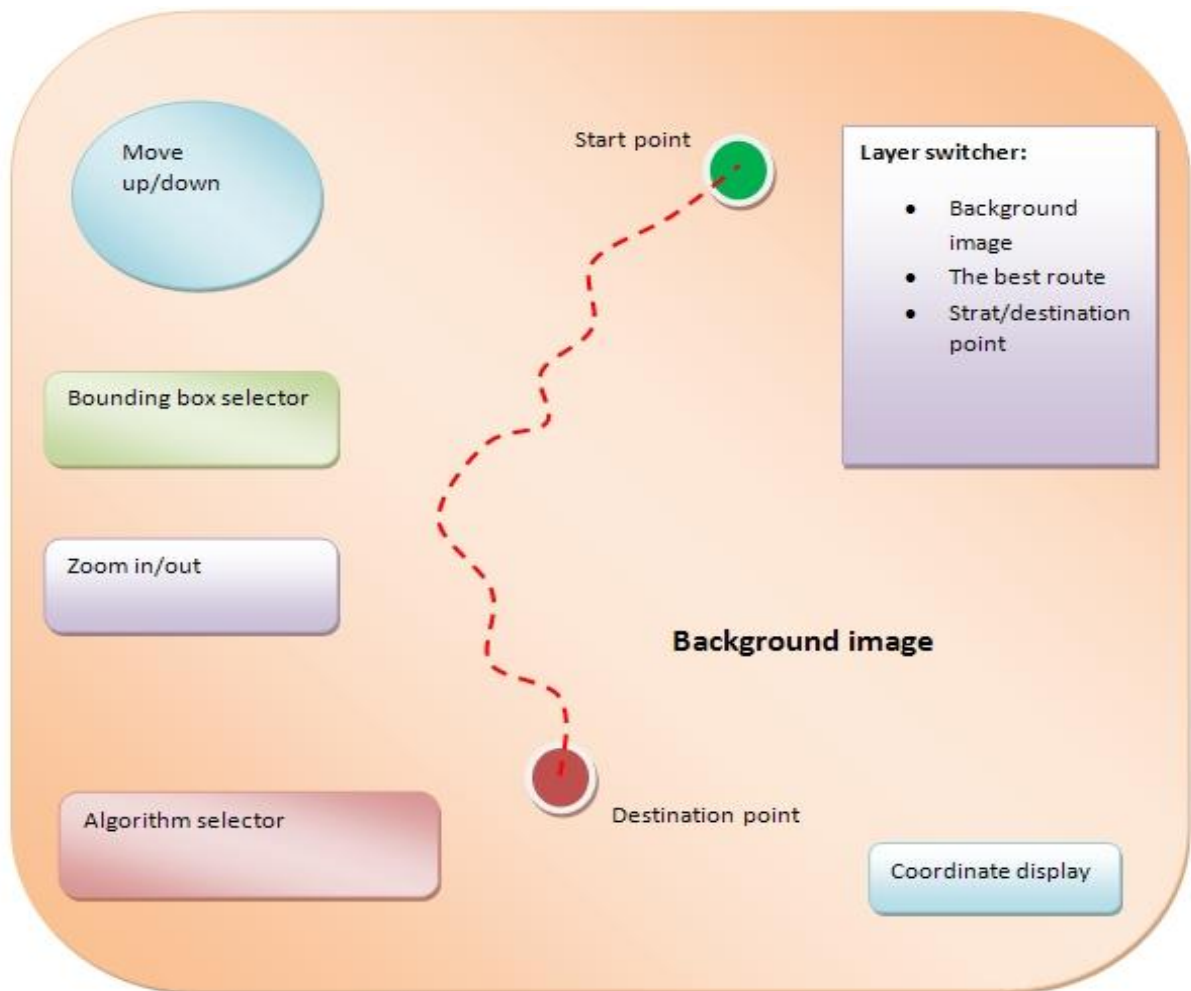 Move
up/down
Start point
Layer switcher:
• Background
image
• The best route
• Strat/destination
point
Bounding box selector
Zoom in/out
Background image
Algorithm selector
Destination point
Coordinate display